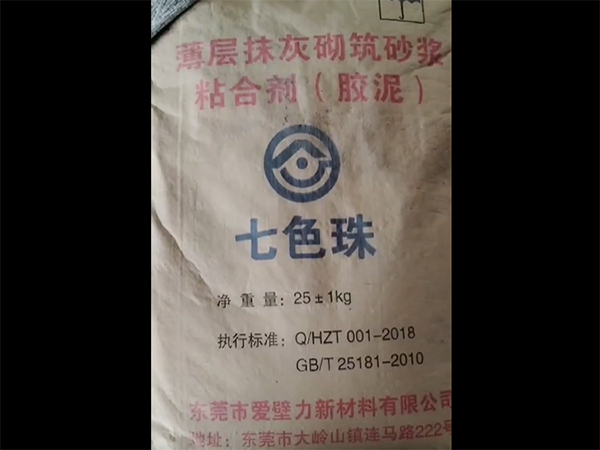 薄层抹灰砌筑砂浆
粘合剂（胶泥）
七色珠
净重量：25±1kg
执行标准：Q/HZT 001-2018
GB/T 25181-2010
东莞市爱壁力新材料有限公司
地址：东莞市大岭山镇连马路222号